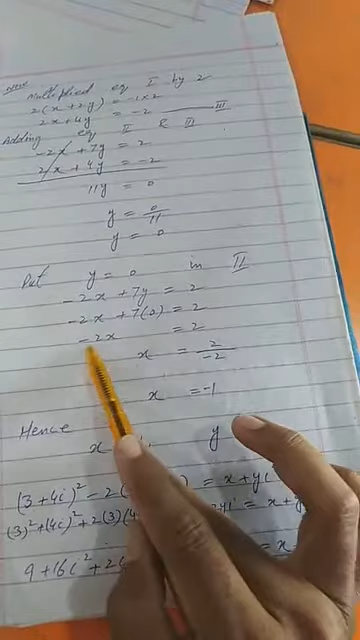 Now
Multiplied eq I by 2
2(x+2y) = -1×2
2x+4y = -2 III
Adding eq II & III
-2x + 7y = 2
2x + 4y = -2
11y = 0
y = 0/11
y = 0
Put y = 0 in II
-2x + 7y = 2
-2x + 7(0) = 2
-2x = 2
x = 2/-2
x = -1
Hence
x y
(3+4i)² - 2( = x+yi
(3)²+(4i)²+2(3)(4 yi = x+y
9+16i²+2 = x